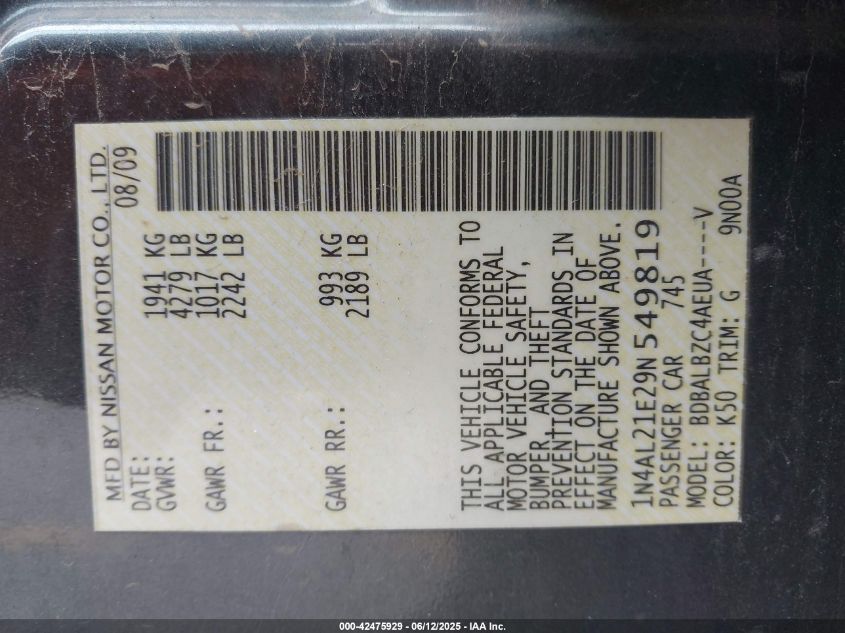 MFD BY NISSAN MOTOR CO., LTD.
DATE: 08/09
GVWR: 1941 KG
4279 LB
GAWR FR.: 1017 KG
2242 LB
GAWR RR.: 993 KG
2189 LB
THIS VEHICLE CONFORMS TO
ALL APPLICABLE FEDERAL
MOTOR VEHICLE SAFETY,
BUMPER, AND THEFT
PREVENTION STANDARDS IN
EFFECT ON THE DATE OF
MANUFACTURE SHOWN ABOVE.
1N4AL21E29N549819
PASSENGER CAR 745
MODEL: BDBALBZC4AEUA----V
COLOR: K50 TRIM: G 9N00A
000-42475929 - 06/12/2025 - IAA Inc.